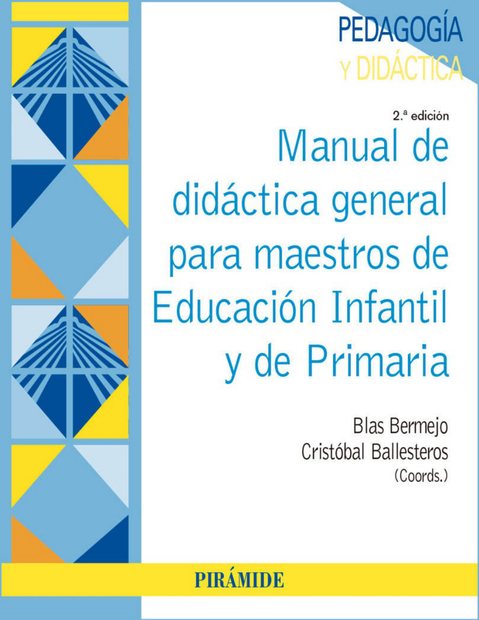 PEDAGOGÍA
Y DIDÁCTICA
2.ª edición
Manual de
didáctica general
para maestros de
Educación Infantil
y de Primaria
Blas Bermejo
Cristóbal Ballesteros
(Coords.)
PIRÁMIDE